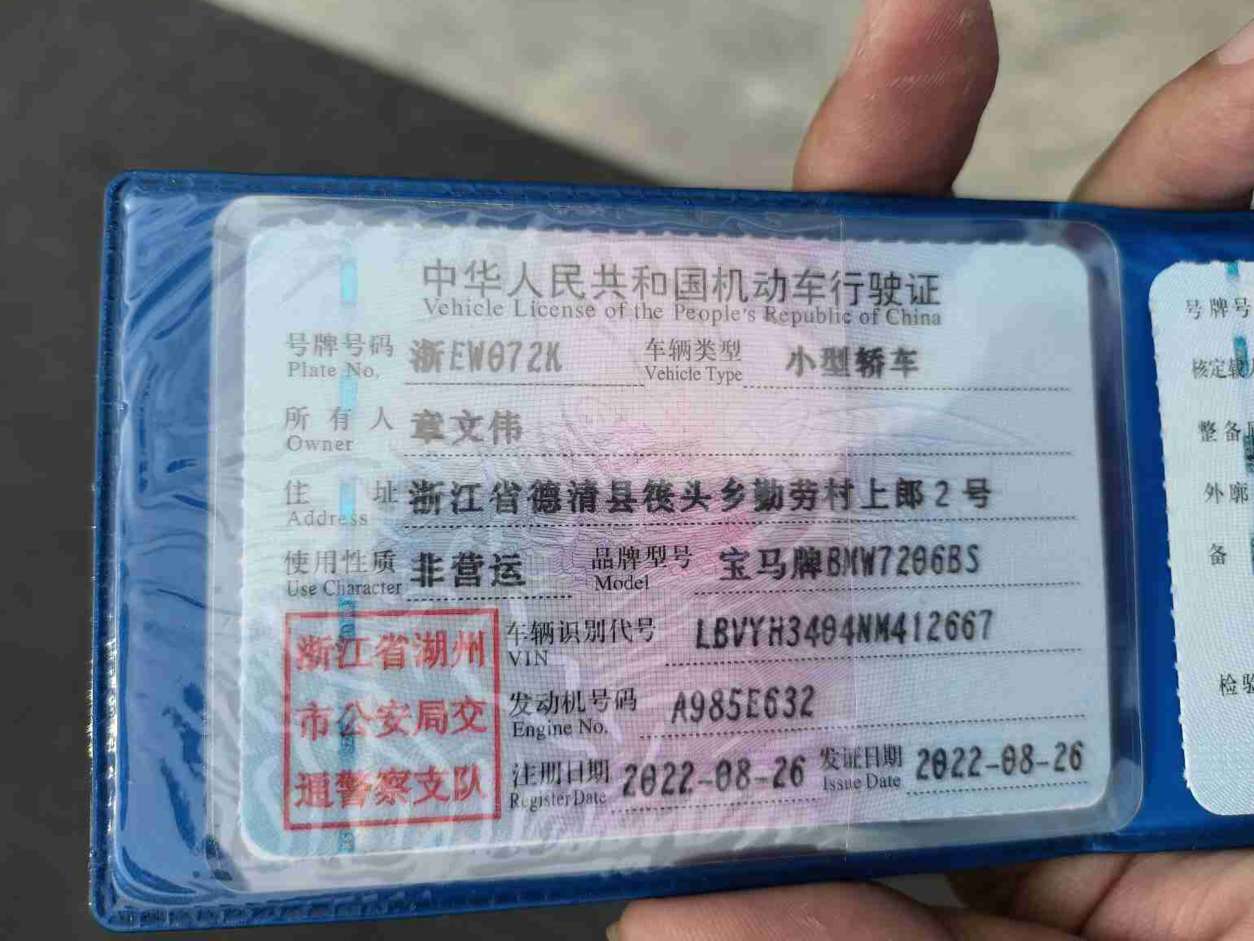 中华人民共和国机动车行驶证
Vehicle License of the People's Republic of China
号牌号码 浙EW072K 车辆类型 小型轿车
Plate No. Vehicle Type
所有人 章文伟
Owner
住址 浙江省德清县筏头乡勤劳村上郎2号
Address
使用性质 非营运 品牌型号 宝马牌BMW7206BS
Use Character Model
浙江省湖州
市公安局交
通警察支队
车辆识别代号 LBVYH3404NM412667
VIN
发动机号码 A985E632
Engine No.
注册日期 2022-08-26 发证日期 2022-08-26
Register Date Issue Date
号牌号
核定载
整备
外廓
备
检验